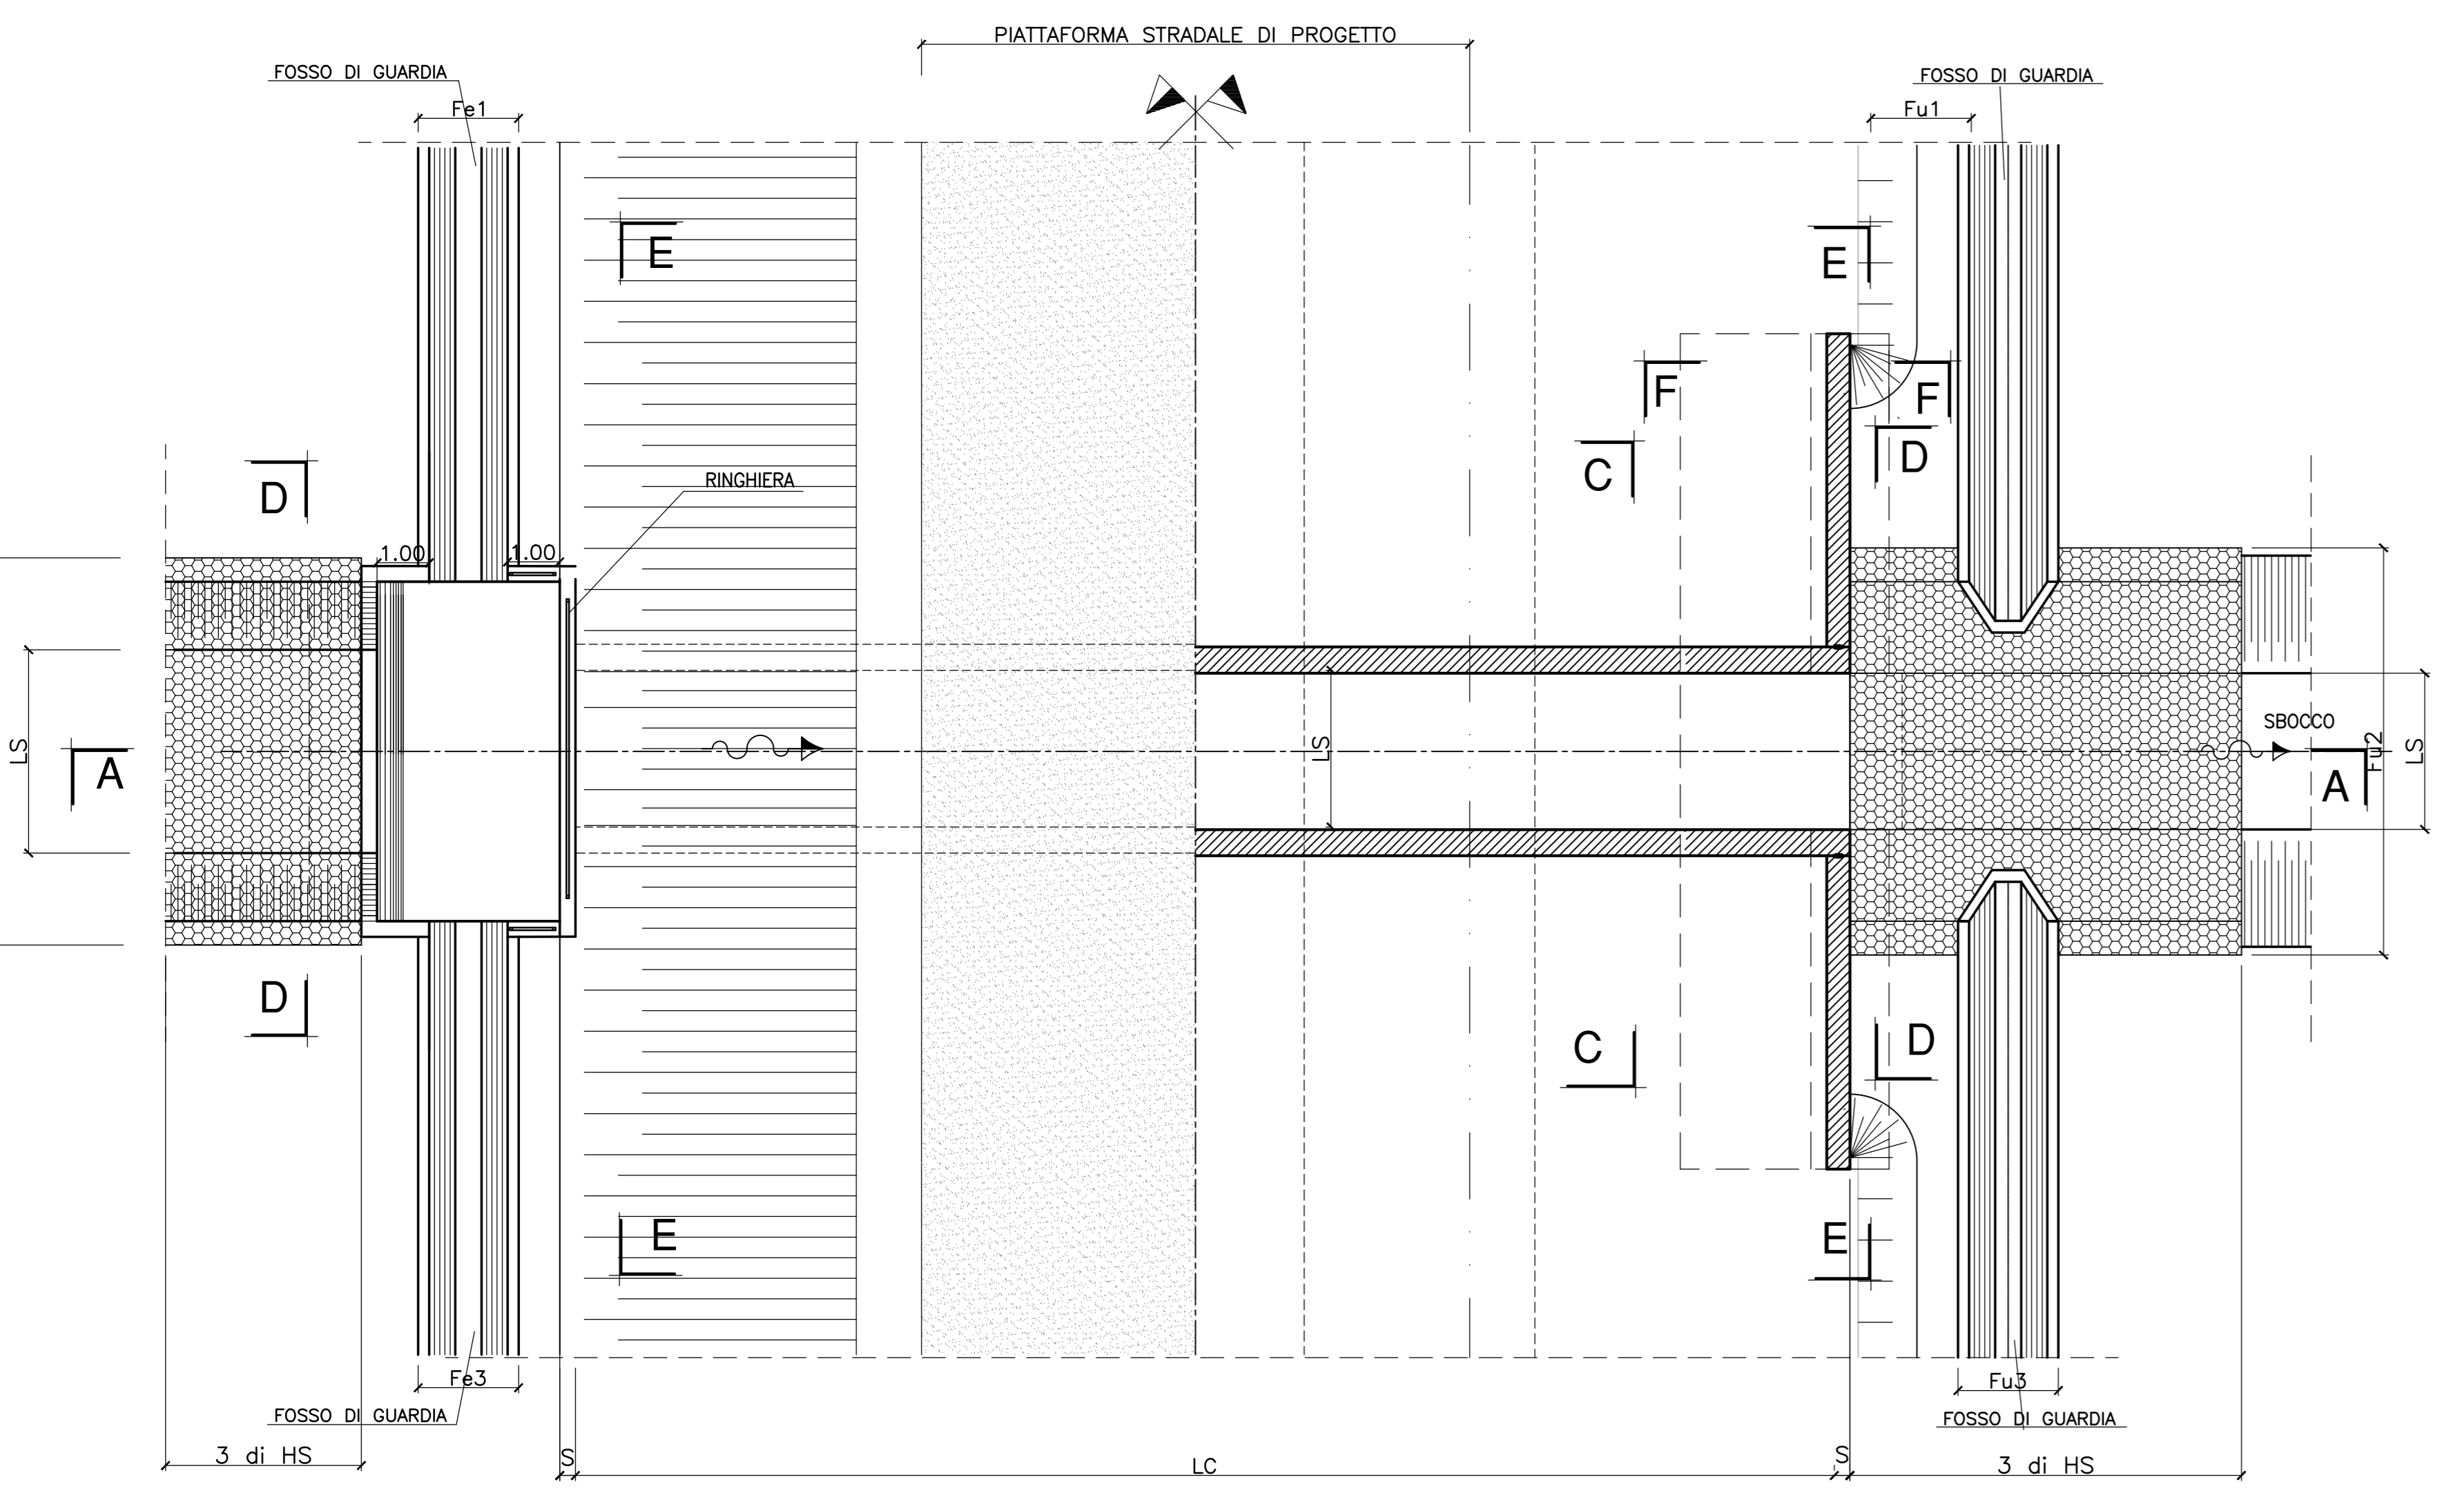 PIATTAFORMA STRADALE DI PROGETTO
FOSSO DI GUARDIA
FOSSO DI GUARDIA
Fe1
Fu1
E
E
F
F
D
C
D
RINGHIERA
1.00
1.00
LS
A
LS
SBOCCO
Fu2
LS
A
D
C
D
E
E
Fe3
Fu3
FOSSO DI GUARDIA
FOSSO DI GUARDIA
3 di HS
S
LC
S
3 di HS